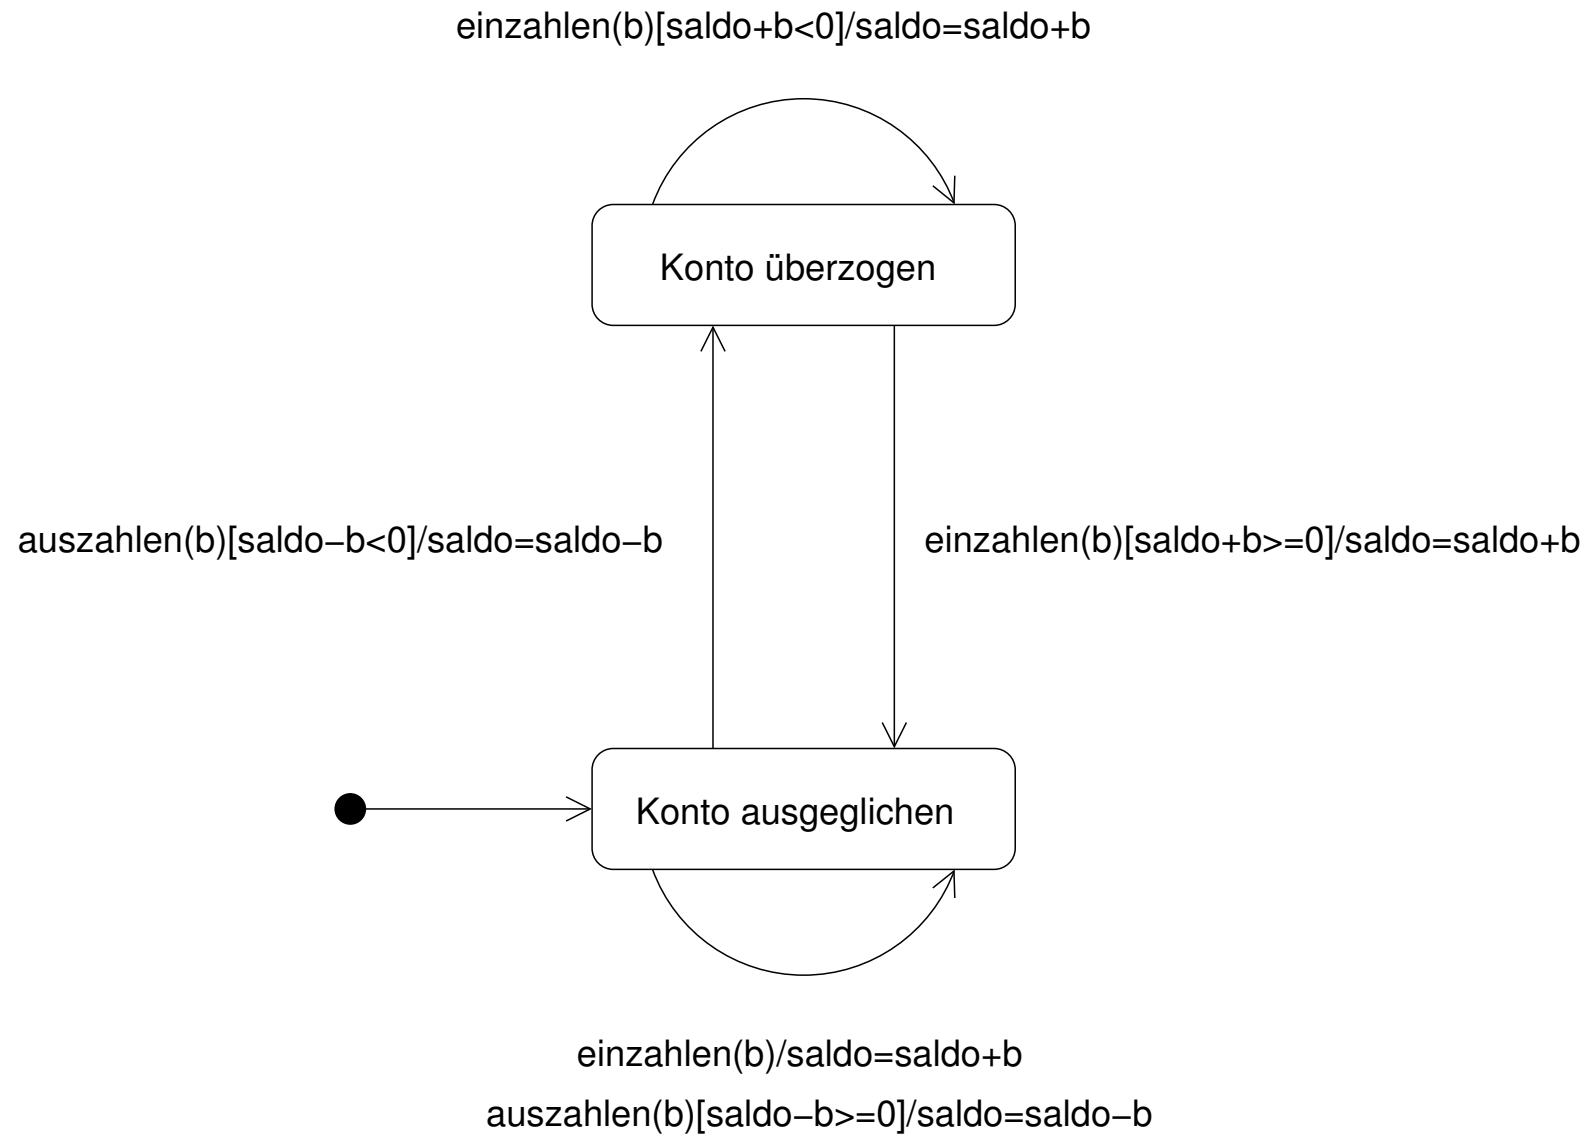 einzahlen(b)[saldo+b<0]/saldo=saldo+b
Konto überzogen
auszahlen(b)[saldo−b<0]/saldo=saldo−b
einzahlen(b)[saldo+b>=0]/saldo=saldo+b
Konto ausgeglichen
einzahlen(b)/saldo=saldo+b
auszahlen(b)[saldo−b>=0]/saldo=saldo−b